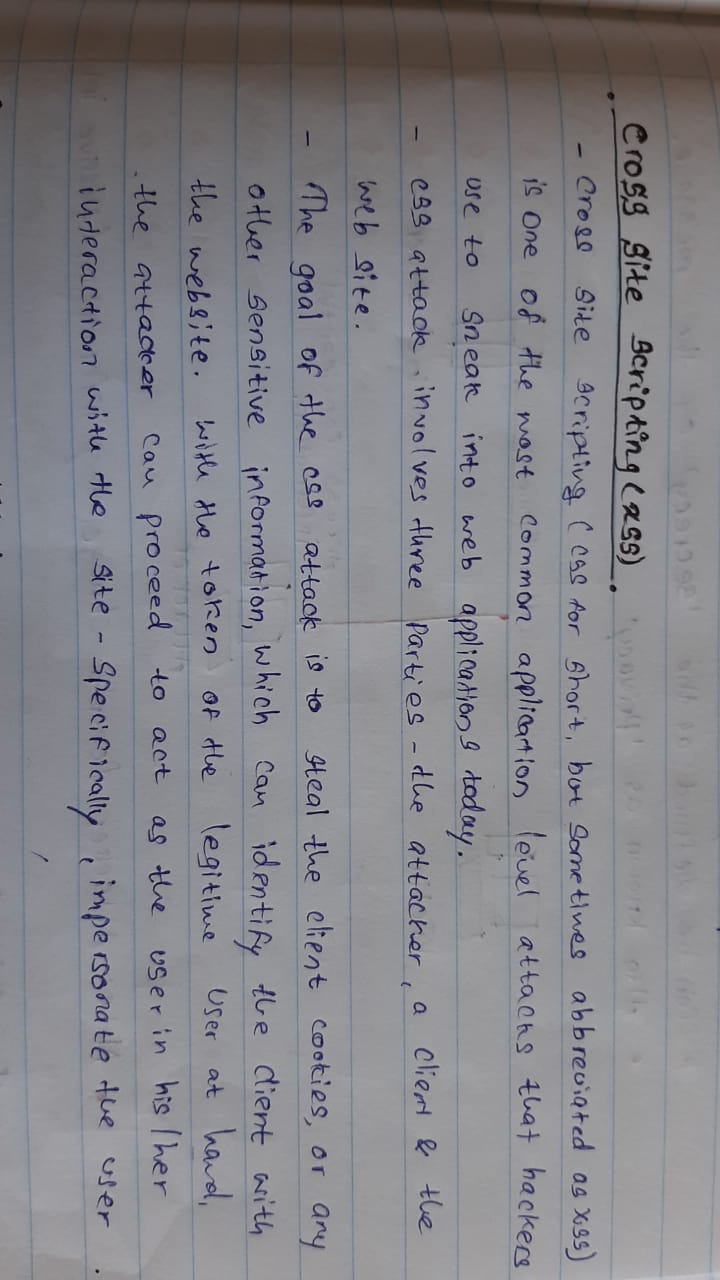 Cross Site Scripting (XSS)
- Cross Site Scripting (CSS for short, but sometimes abbreviated as XSS)
is one of the most common application level attacks that hackers
use to sneak into web applications today.
- CSS attack involves three Parties - the attacker, a client & the
web site.
- The goal of the CSS attack is to steal the client cookies, or any
other sensitive information, which can identify the client with
the website. With the token of the legitime user at hand,
the attacker can proceed to act as the user in his/her
interaction with the site - Specifically, impersonate the user.